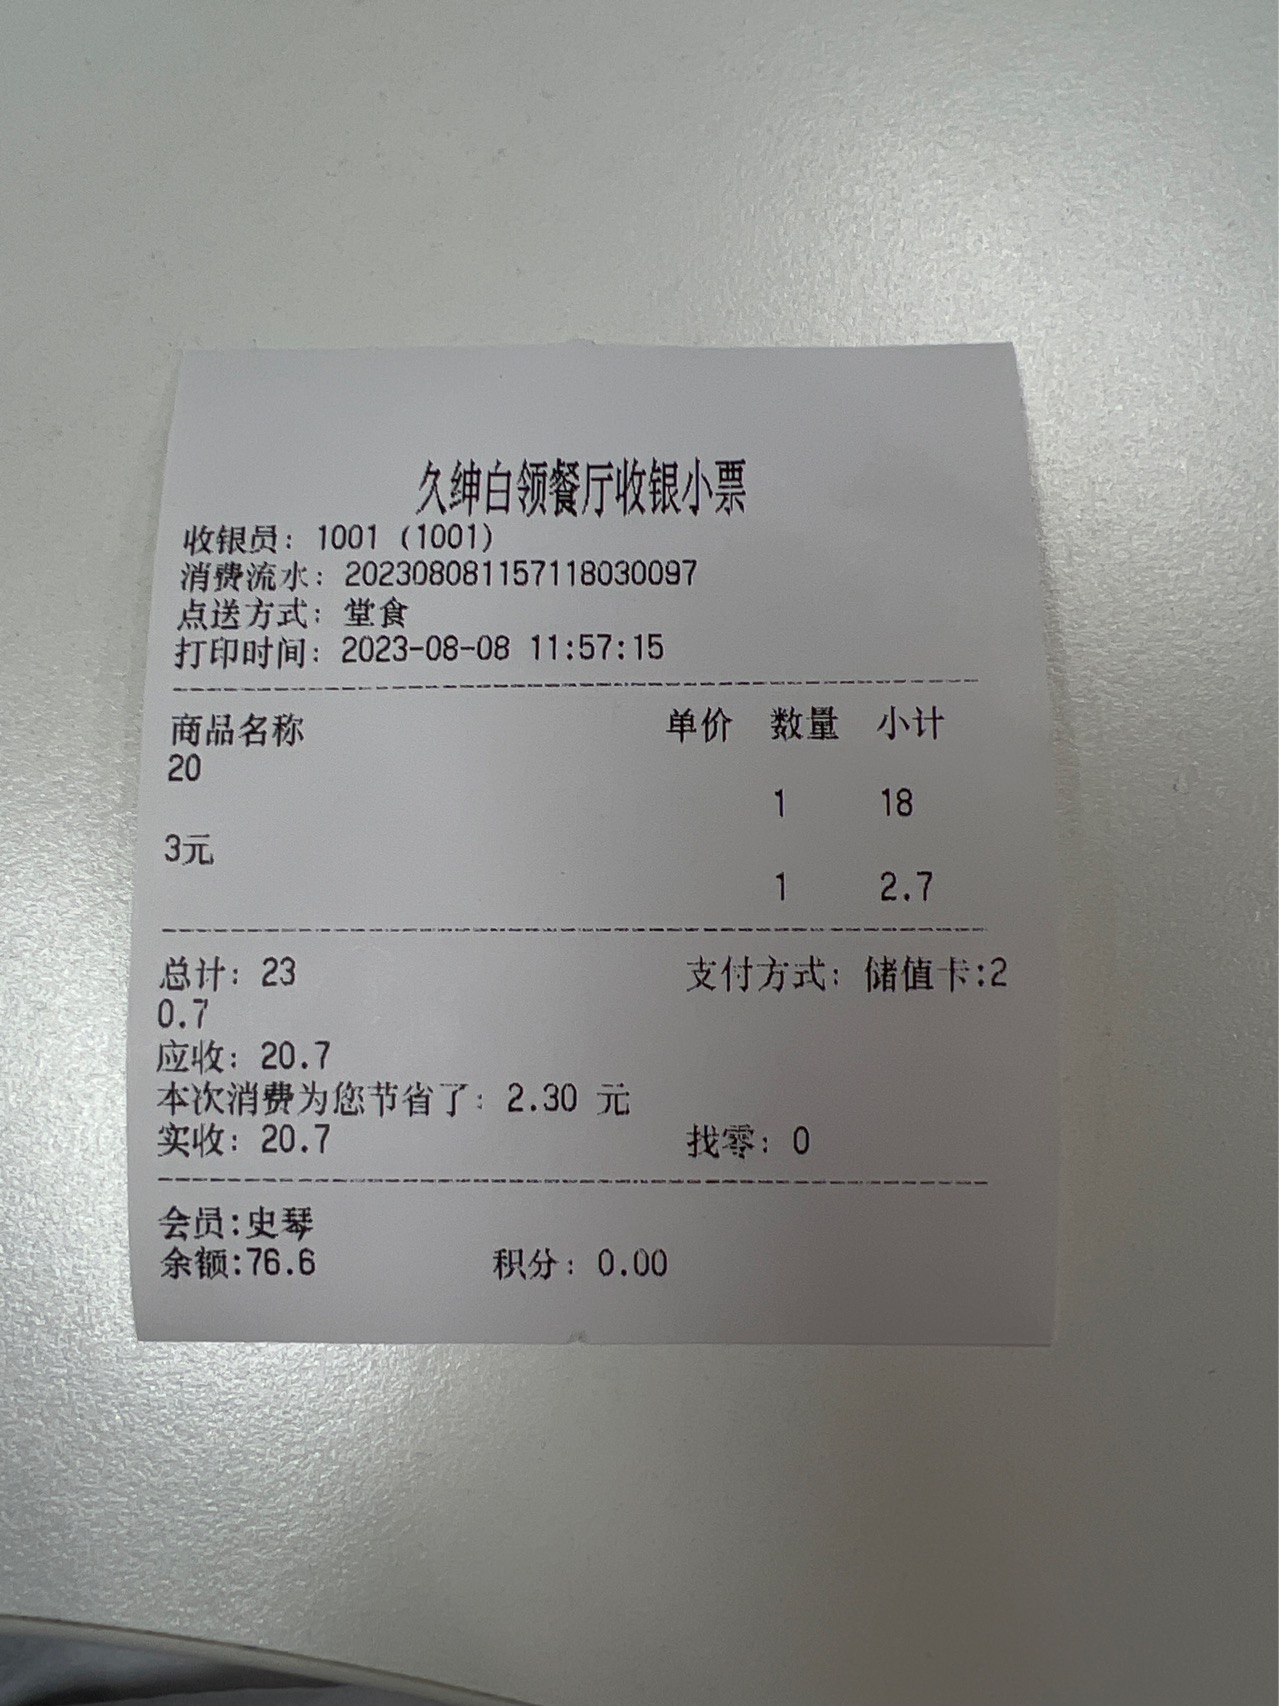 久绅白领餐厅收银小票
收银员: 1001 (1001)
消费流水: 202308081157118030097
点送方式: 堂食
打印时间: 2023-08-08 11:57:15
商品名称 单价 数量 小计
20
1 18
3元
1 2.7
总计: 23 支付方式: 储值卡:2
0.7
应收: 20.7
本次消费为您节省了: 2.30 元
实收: 20.7 找零: 0
会员:史琴
余额:76.6 积分: 0.00